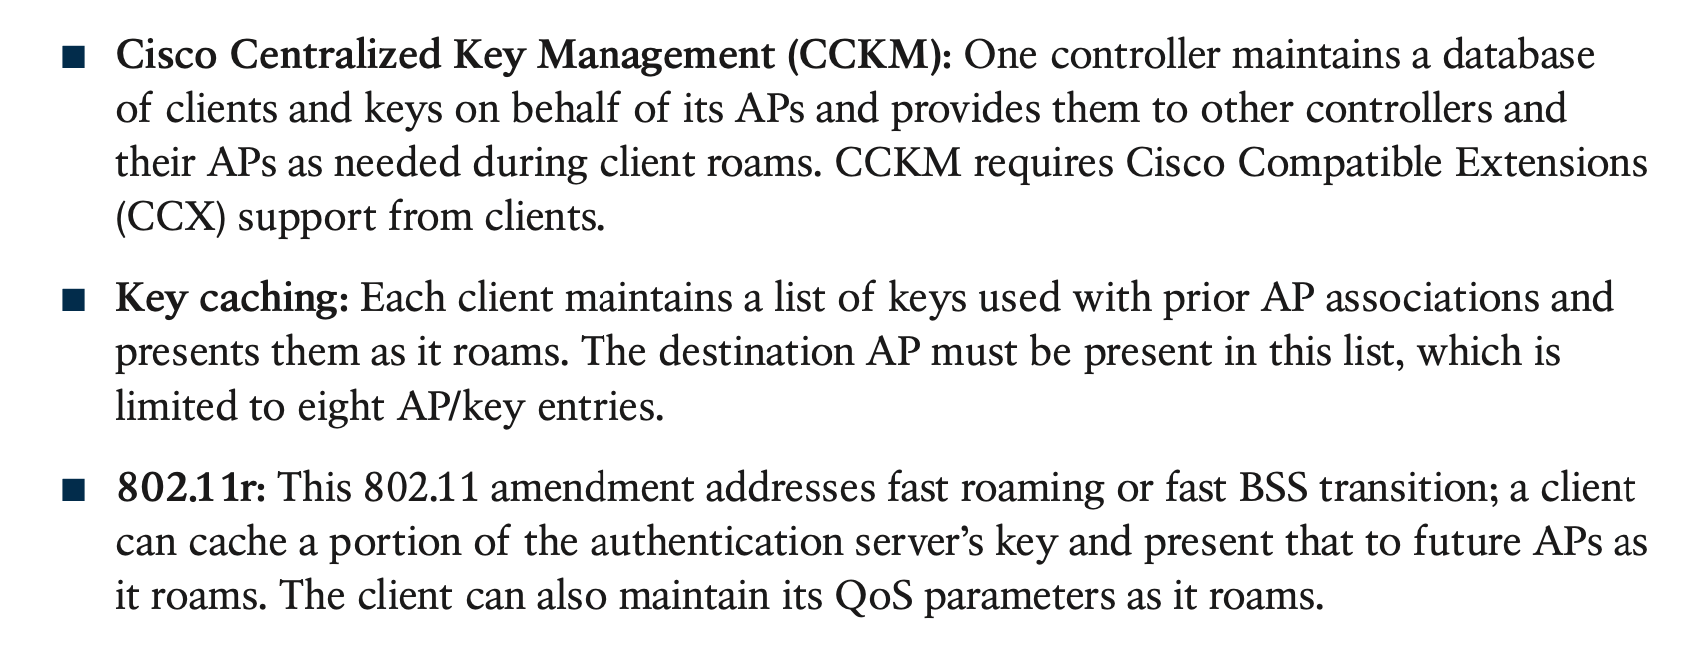 ■ Cisco Centralized Key Management (CCKM): One controller maintains a database
of clients and keys on behalf of its APs and provides them to other controllers and
their APs as needed during client roams. CCKM requires Cisco Compatible Extensions
(CCX) support from clients.
■ Key caching: Each client maintains a list of keys used with prior AP associations and
presents them as it roams. The destination AP must be present in this list, which is
limited to eight AP/key entries.
■ 802.11r: This 802.11 amendment addresses fast roaming or fast BSS transition; a client
can cache a portion of the authentication server’s key and present that to future APs as
it roams. The client can also maintain its QoS parameters as it roams.